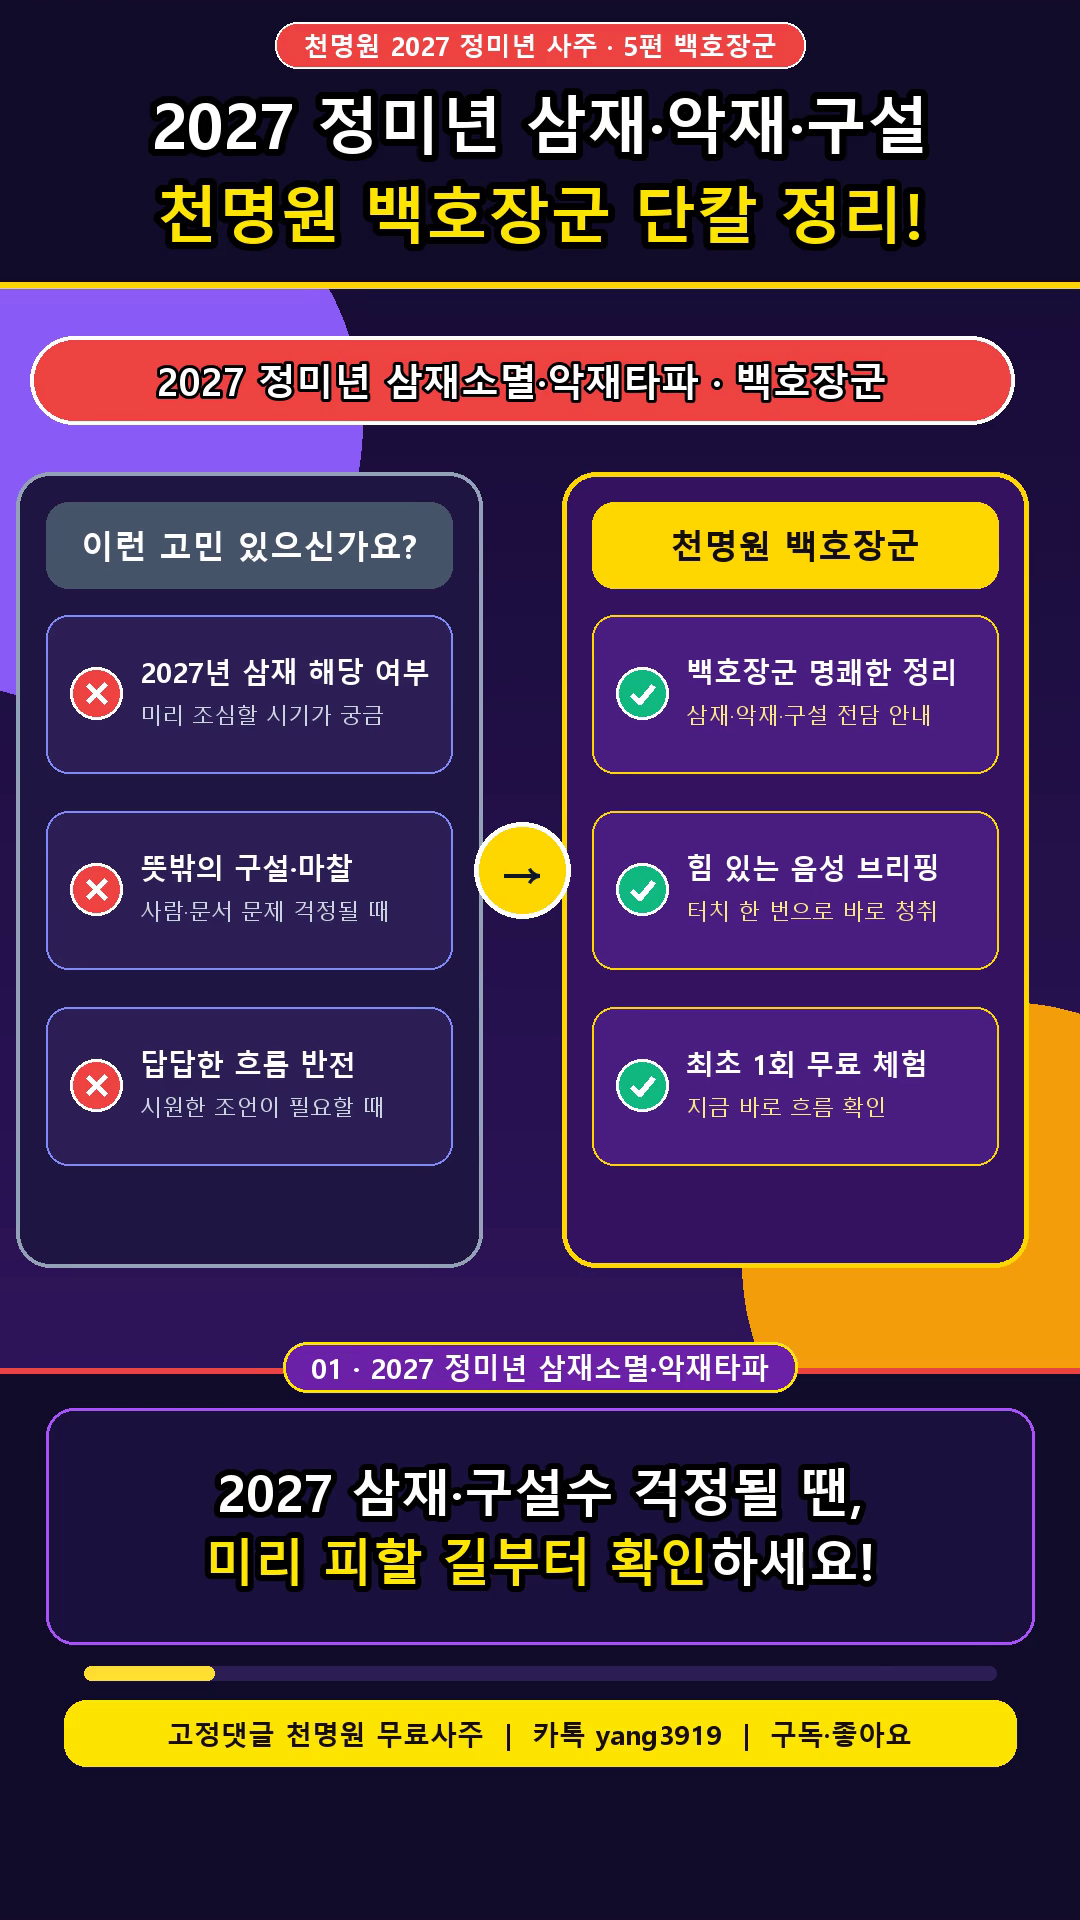 천명원 2027 정미년 사주 · 5편 백호장군
2027 정미년 삼재·악재·구설
천명원 백호장군 단칼 정리!
2027 정미년 삼재소멸·악재타파 · 백호장군
이런 고민 있으신가요?
2027년 삼재 해당 여부
미리 조심할 시기가 궁금
뜻밖의 구설·마찰
사람·문서 문제 걱정될 때
답답한 흐름 반전
시원한 조언이 필요할 때
→
천명원 백호장군
백호장군 명쾌한 정리
삼재·악재·구설 전담 안내
힘 있는 음성 브리핑
터치 한 번으로 바로 청취
최초 1회 무료 체험
지금 바로 흐름 확인
01 · 2027 정미년 삼재소멸·악재타파
2027 삼재·구설수 걱정될 땐,
미리 피할 길부터 확인하세요!
고정댓글 천명원 무료사주 | 카톡 yang3919 | 구독·좋아요